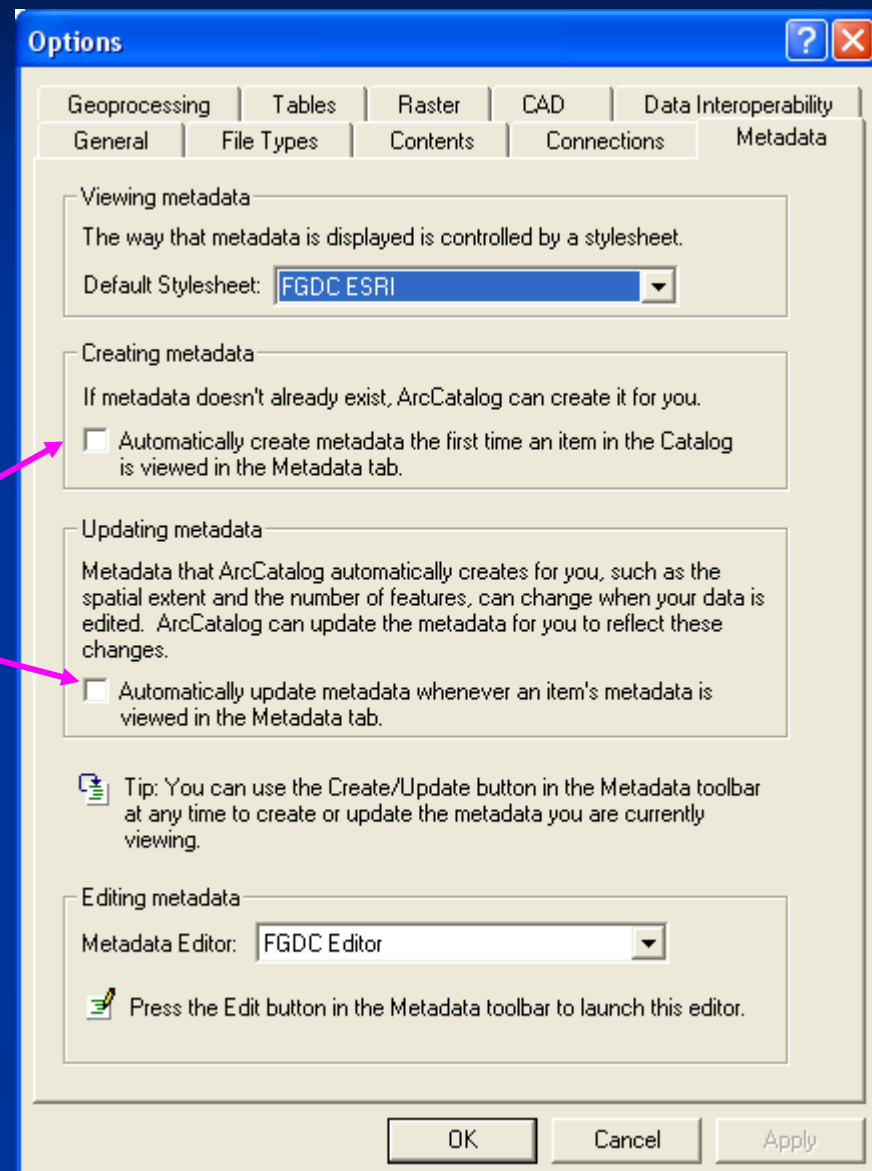 Options
Geoprocessing Tables Raster CAD Data Interoperability
General File Types Contents Connections Metadata
Viewing metadata
The way that metadata is displayed is controlled by a stylesheet.
Default Stylesheet: FGDC ESRI
Creating metadata
If metadata doesn't already exist, ArcCatalog can create it for you.
Automatically create metadata the first time an item in the Catalog
is viewed in the Metadata tab.
Updating metadata
Metadata that ArcCatalog automatically creates for you, such as the
spatial extent and the number of features, can change when your data is
edited. ArcCatalog can update the metadata for you to reflect these
changes.
Automatically update metadata whenever an item's metadata is
viewed in the Metadata tab.
Tip: You can use the Create/Update button in the Metadata toolbar
at any time to create or update the metadata you are currently
viewing.
Editing metadata
Metadata Editor: FGDC Editor
Press the Edit button in the Metadata toolbar to launch this editor.
OK Cancel Apply